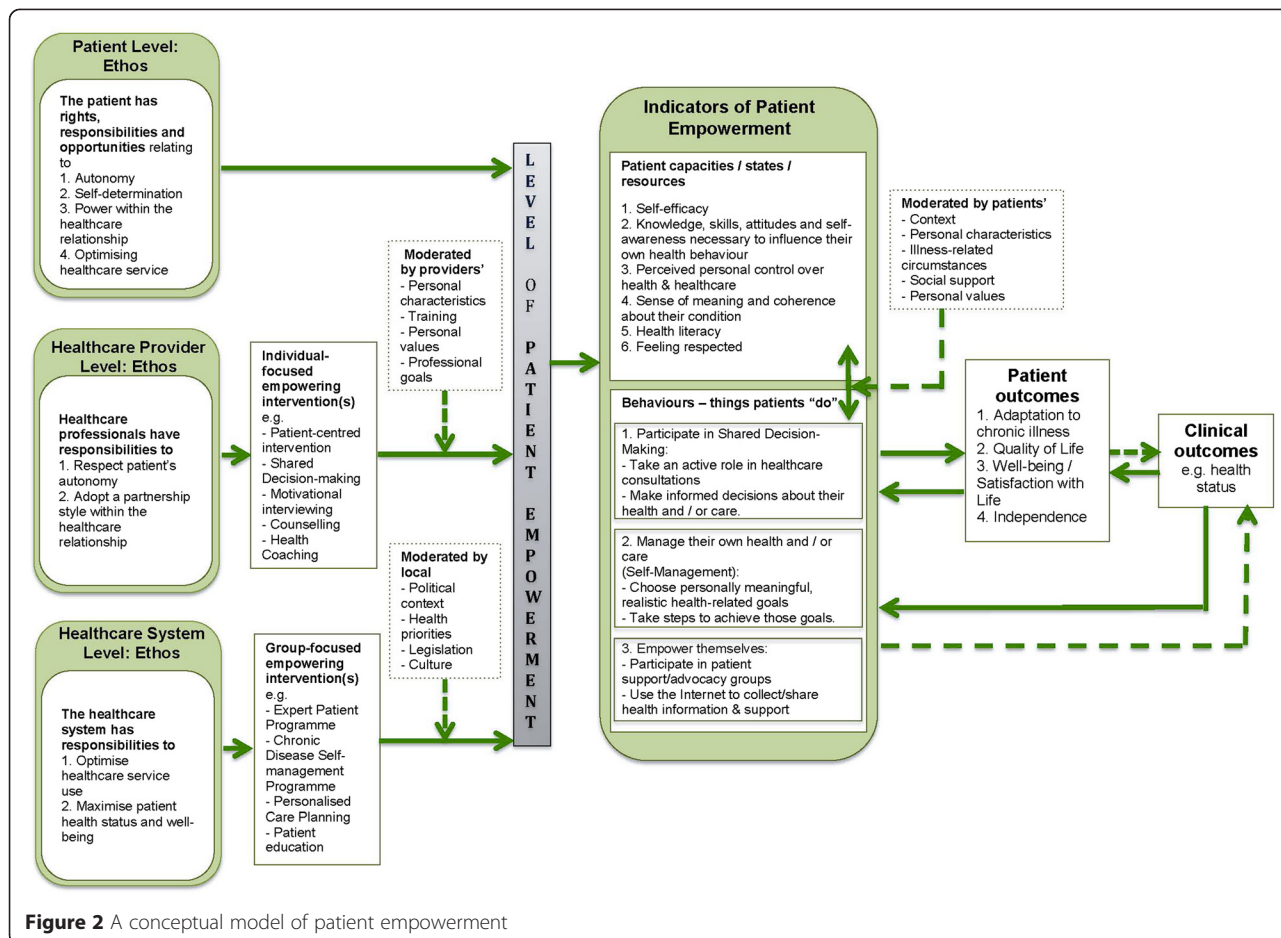 Patient Level:
Ethos
The patient has
rights,
responsibilities and
opportunities relating
to
1. Autonomy
2. Self-determination
3. Power within the
healthcare
relationship
4. Optimising
healthcare service
Healthcare Provider
Level: Ethos
Healthcare
professionals have
responsibilities to
1. Respect patient's
autonomy
2. Adopt a partnership
style within the
healthcare
relationship
Healthcare System
Level: Ethos
The healthcare
system has
responsibilities to
1. Optimise
healthcare service
use
2. Maximise patient
health status and well-
being
Individual-
focused
empowering
intervention(s)
e.g.
- Patient-centred
intervention
- Shared
Decision-making
- Motivational
interviewing
- Counselling
- Health
Coaching
Group-focused
empowering
intervention(s)
e.g.
- Expert Patient
Programme
- Chronic
Disease Self-
management
Programme
- Personalised
Care Planning
- Patient
education
Moderated
by providers'
- Personal
characteristics
- Training
- Personal
values
- Professional
goals
Moderated by
local
- Political
context
- Health
priorities
- Legislation
- Culture
LEVEL OF PATIENT EMPOWERMENT
Indicators of Patient
Empowerment
Patient capacities / states /
resources
1. Self-efficacy
2. Knowledge, skills, attitudes and self-
awareness necessary to influence their
own health behaviour
3. Perceived personal control over
health & healthcare
4. Sense of meaning and coherence
about their condition
5. Health literacy
6. Feeling respected
Behaviours – things patients “do”
1. Participate in Shared Decision-
Making:
- Take an active role in healthcare
consultations
- Make informed decisions about their
health and / or care.
2. Manage their own health and / or
care
(Self-Management):
- Choose personally meaningful,
realistic health-related goals
- Take steps to achieve those goals.
3. Empower themselves:
- Participate in patient
support/advocacy groups
- Use the Internet to collect/share
health information & support
Moderated by patients'
- Context
- Personal characteristics
- Illness-related
circumstances
- Social support
- Personal values
Patient
outcomes
1. Adaptation to
chronic illness
2. Quality of Life
3. Well-being /
Satisfaction with
Life
4. Independence
Clinical
outcomes
e.g. health
status
Figure 2 A conceptual model of patient empowerment